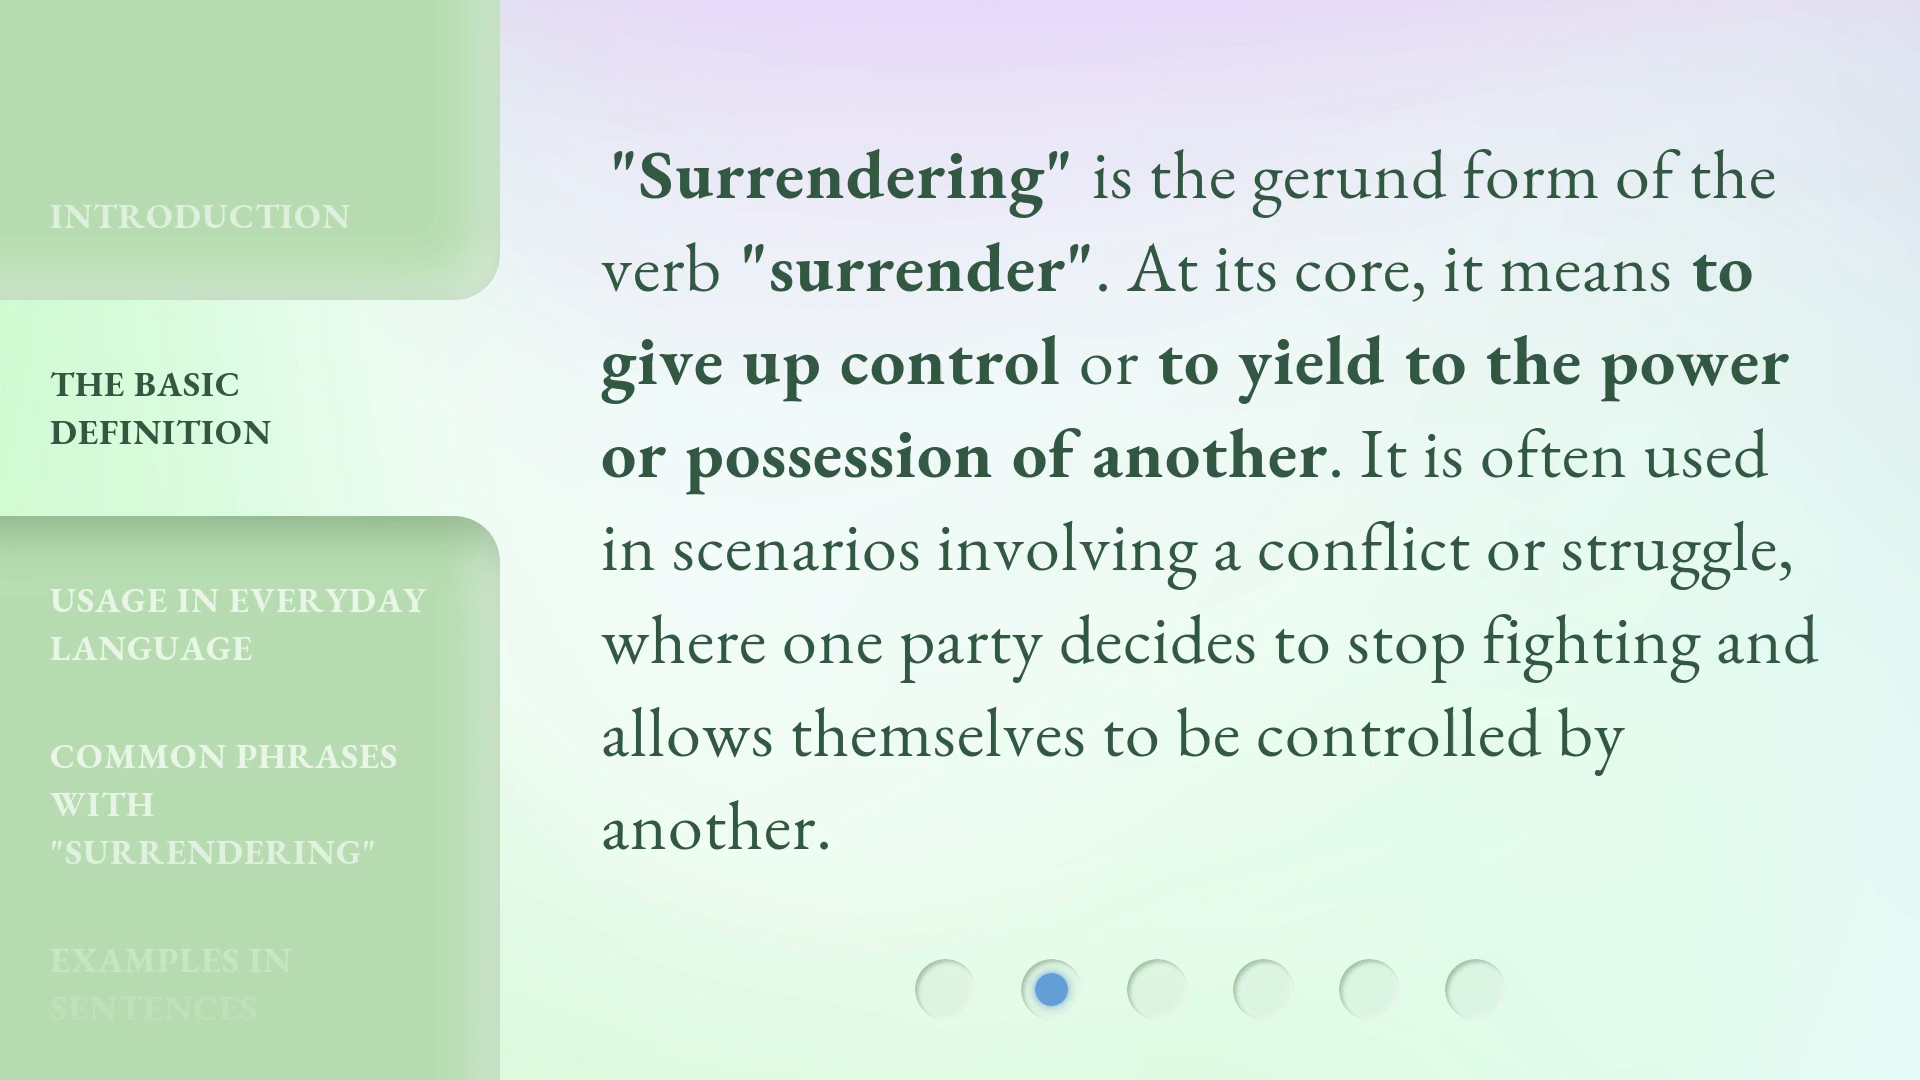 INTRODUCTION
THE BASIC
DEFINITION
USAGE IN EVERYDAY
LANGUAGE
COMMON PHRASES
WITH
"SURRENDERING"
EXAMPLES IN
SENTENCES
"Surrendering" is the gerund form of the
verb "surrender". At its core, it means to
give up control or to yield to the power
or possession of another. It is often used
in scenarios involving a conflict or struggle,
where one party decides to stop fighting and
allows themselves to be controlled by
another.